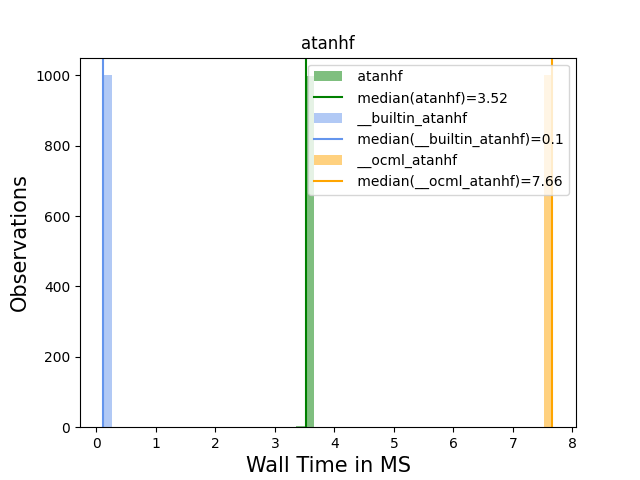 atanhf
1000
800
600
400
200
0
Observations
atanhf
median(atanhf)=3.52
__builtin_atanhf
median(__builtin_atanhf)=0.1
__ocml_atanhf
median(__ocml_atanhf)=7.66
0 1 2 3 4 5 6 7 8
Wall Time in MS